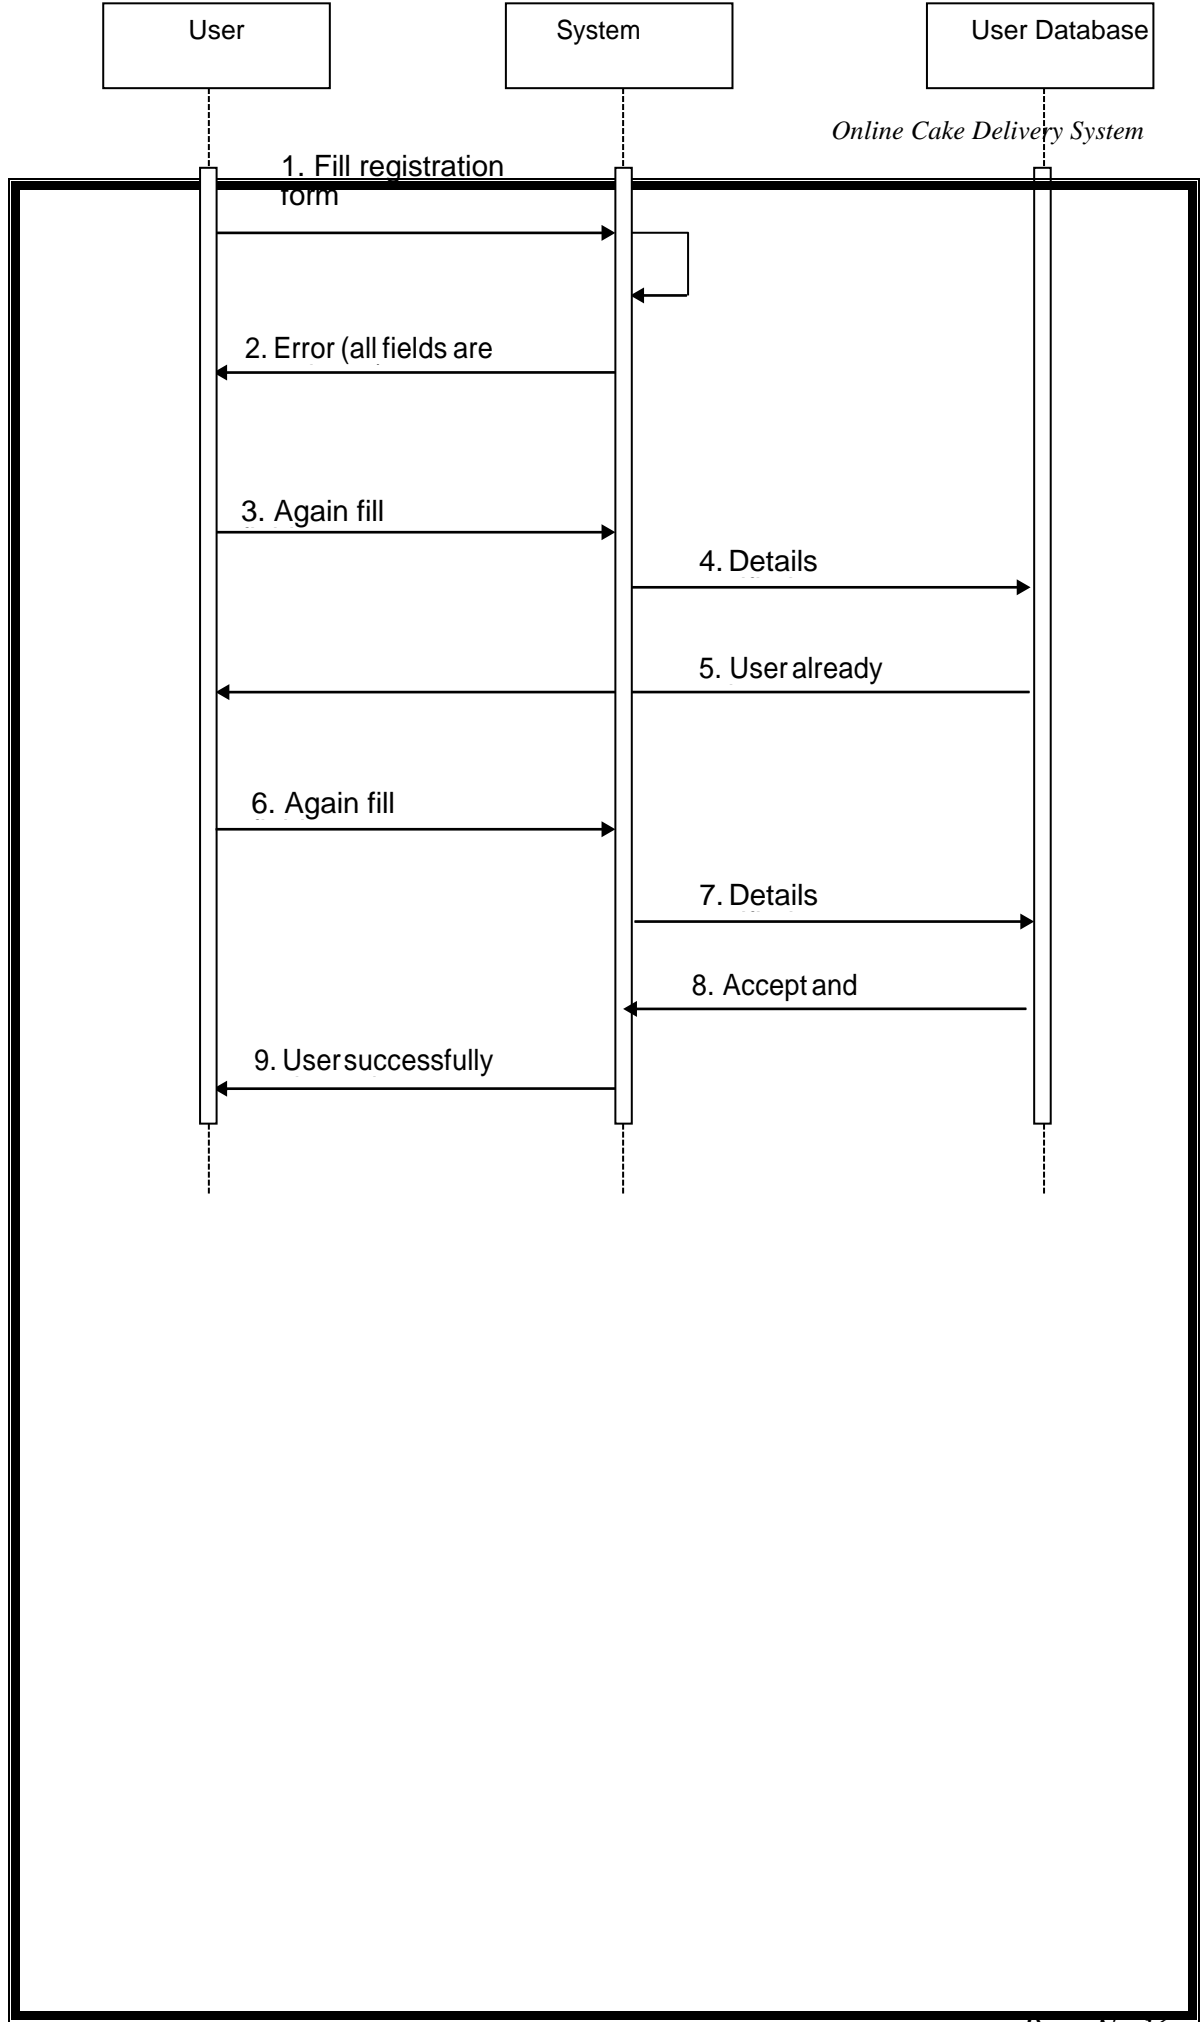 User
System
User Database
Online Cake Delivery System
1. Fill registration
form
2. Error (all fields are
3. Again fill
4. Details
5. User already
6. Again fill
7. Details
8. Accept and
9. User successfully